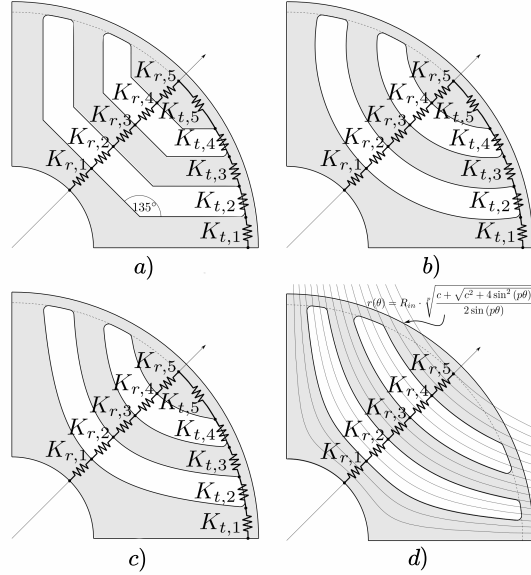 K_{r,5}
K_{r,4}
K_{t,5}
K_{r,3}
K_{t,4}
K_{r,2}
K_{t,3}
K_{r,1}
135°
K_{t,2}
K_{t,1}
a)
K_{r,5}
K_{r,4}
K_{t,5}
K_{r,3}
K_{t,4}
K_{r,2}
K_{t,3}
K_{r,1}
K_{t,2}
K_{t,1}
b)
K_{r,5}
K_{r,4}
K_{t,5}
K_{r,3}
K_{t,4}
K_{r,2}
K_{t,3}
K_{r,1}
K_{t,2}
K_{t,1}
c)
r(θ) = R_{in} · \sqrt[p]{\frac{c + \sqrt{c^2 + 4 \sin^2 (pθ)}}{2 \sin (pθ)}}
K_{r,5}
K_{r,4}
K_{r,3}
K_{r,2}
K_{r,1}
d)